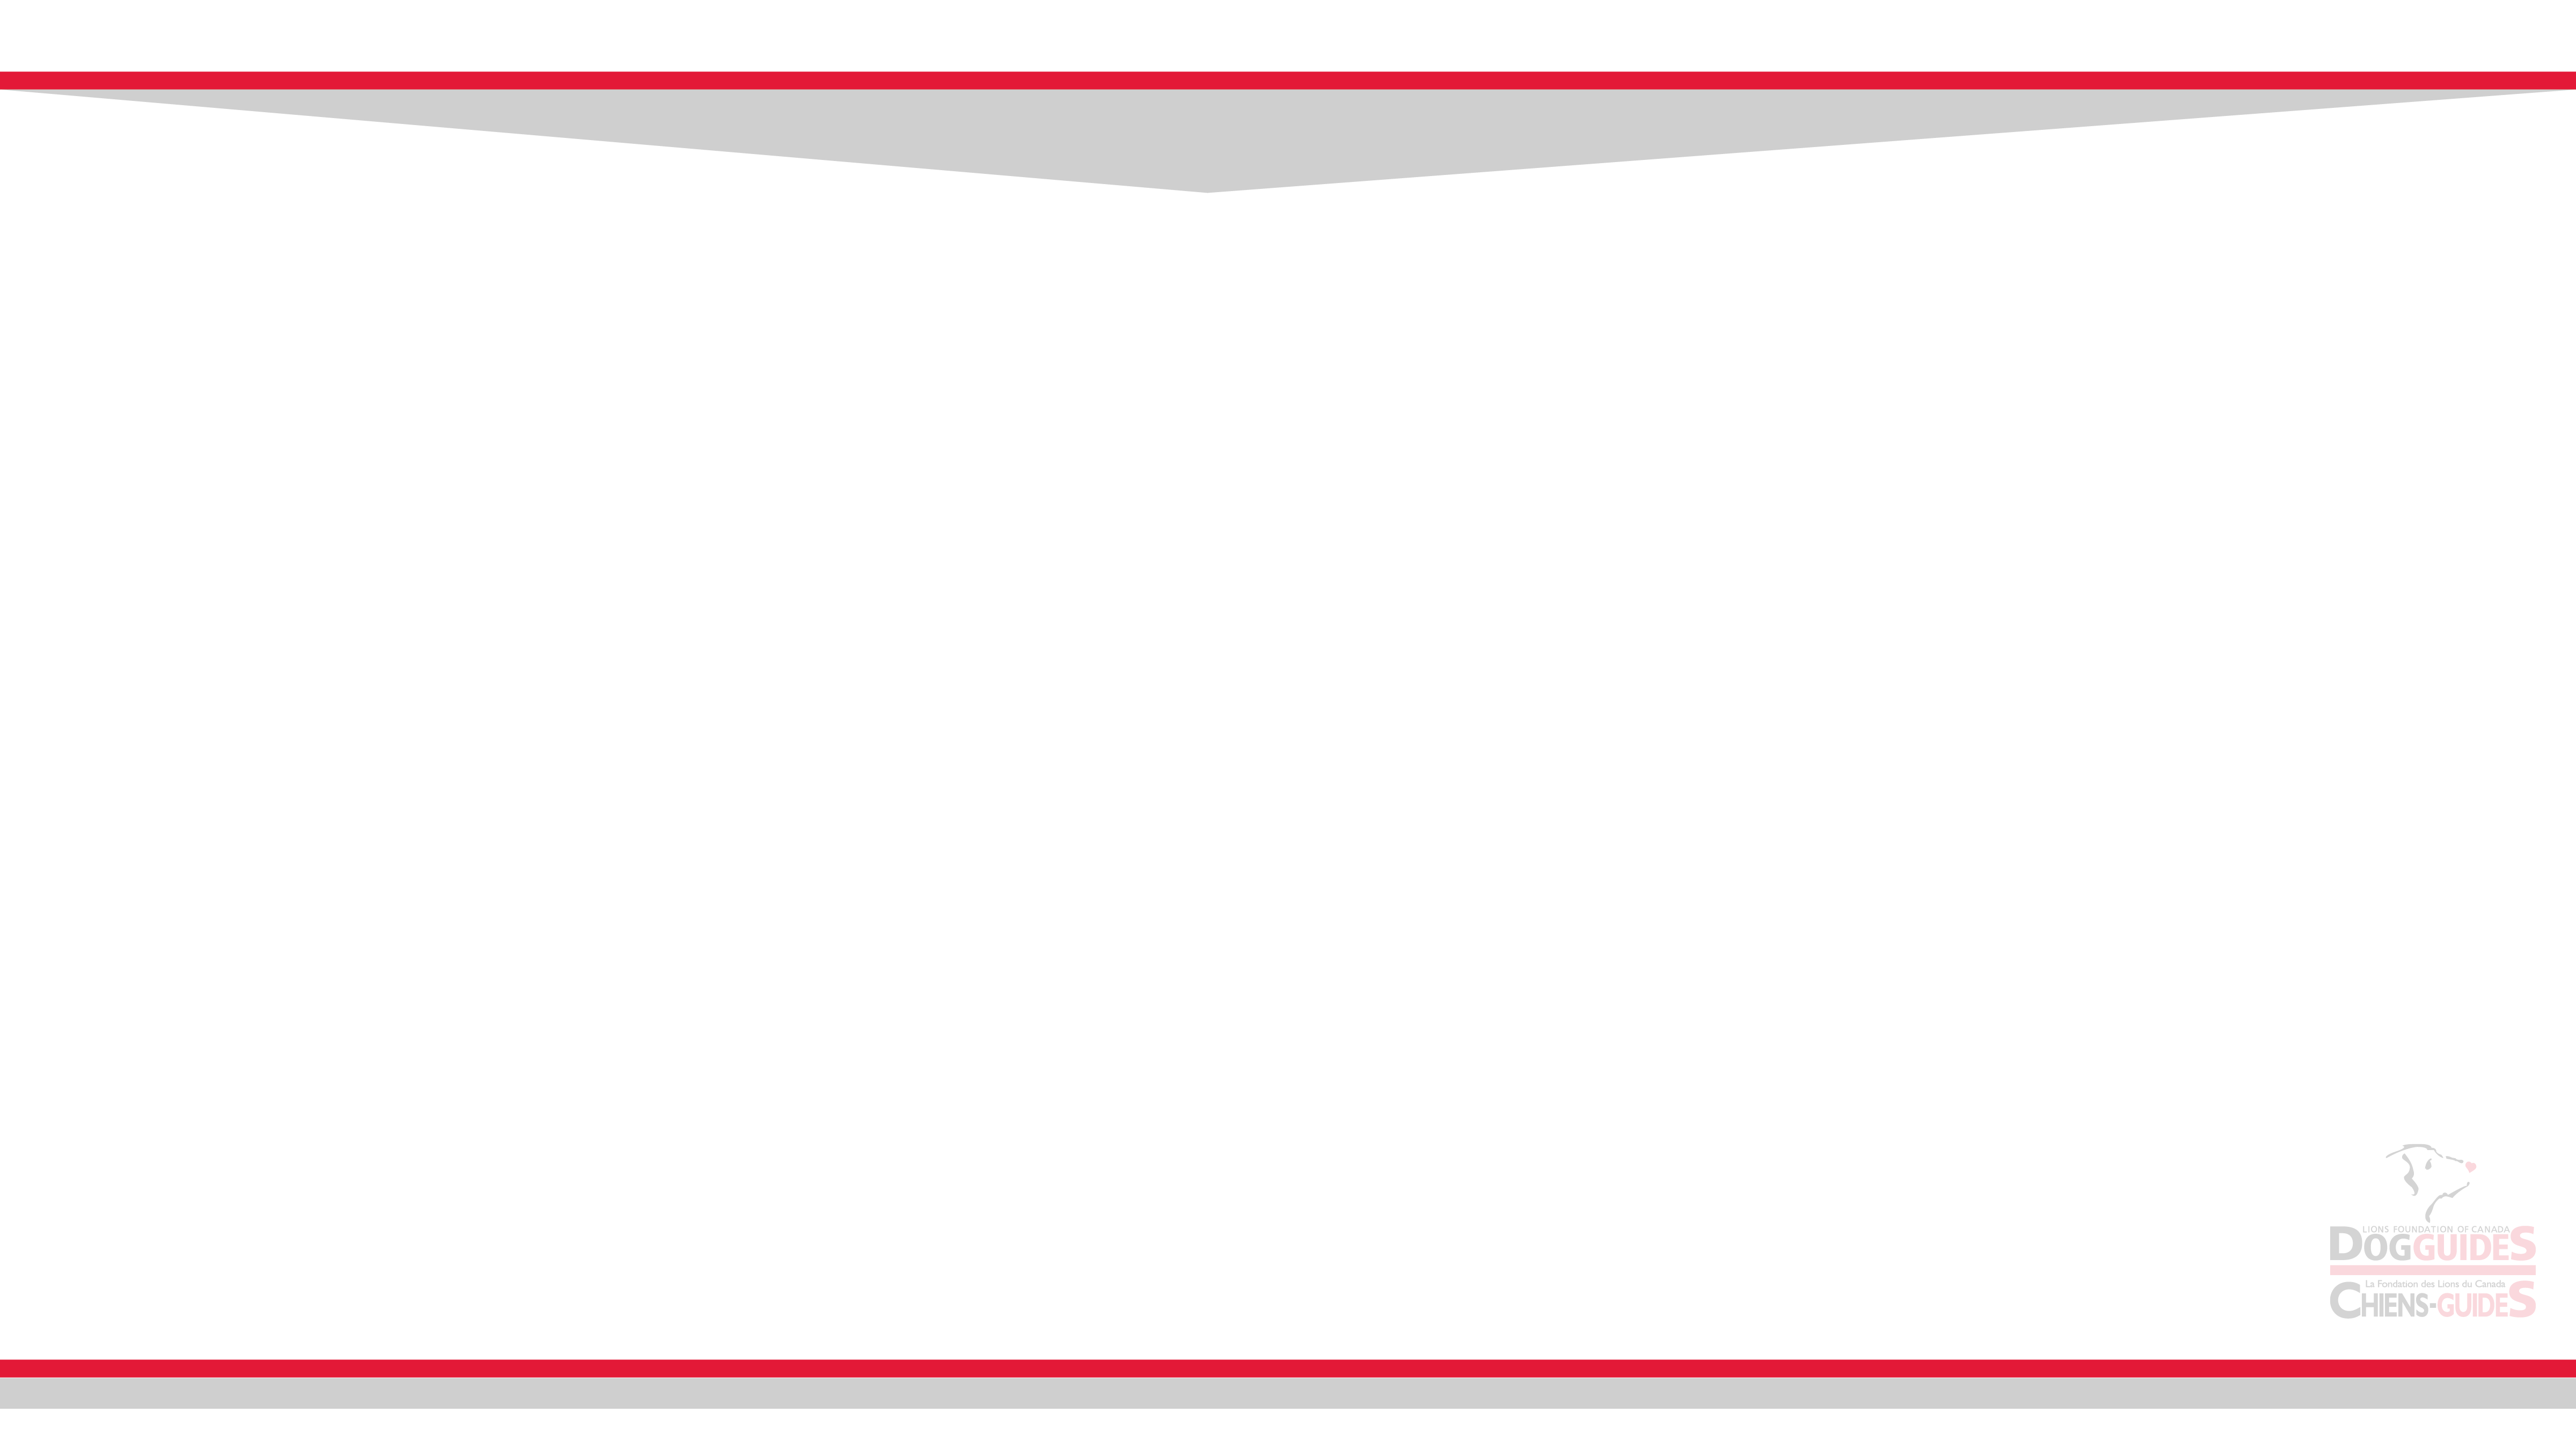 LIONS FOUNDATION OF CANADA
DOGGUIDES
La Fondation des Lions du Canada
CHIENS-GUIDES